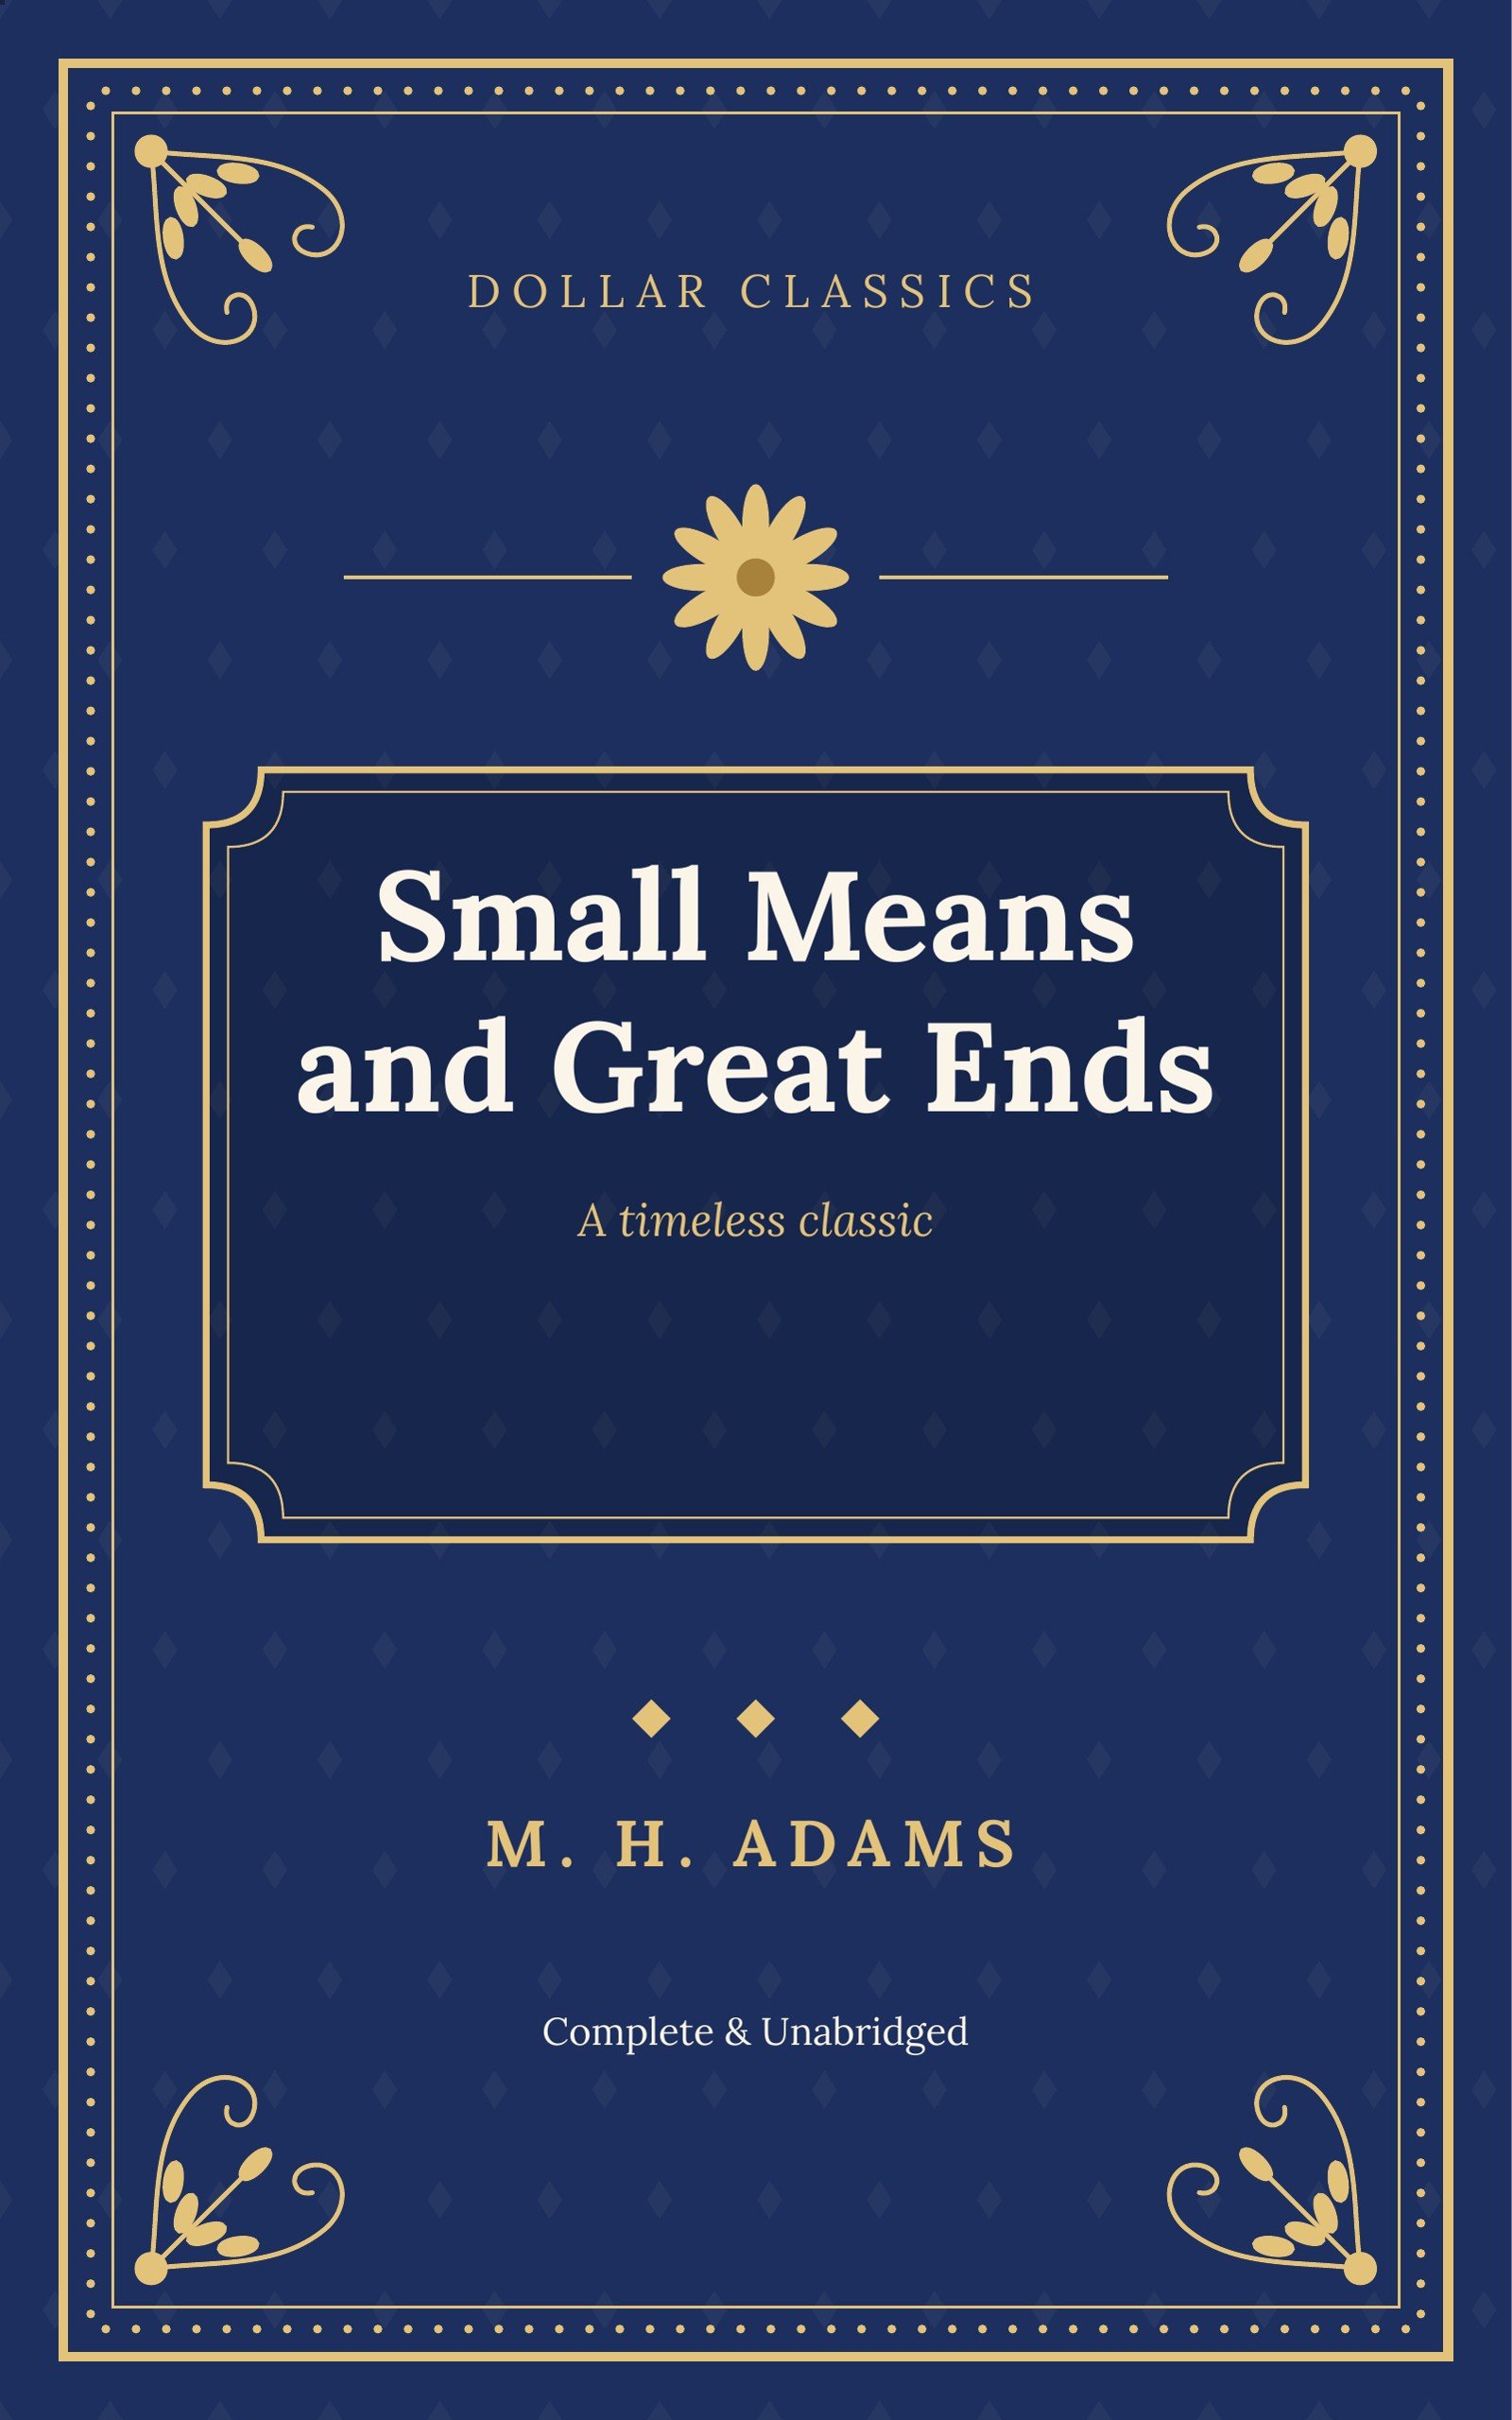 DOLLAR CLASSICS
Small Means
and Great Ends
A timeless classic
M. H. ADAMS
Complete & Unabridged